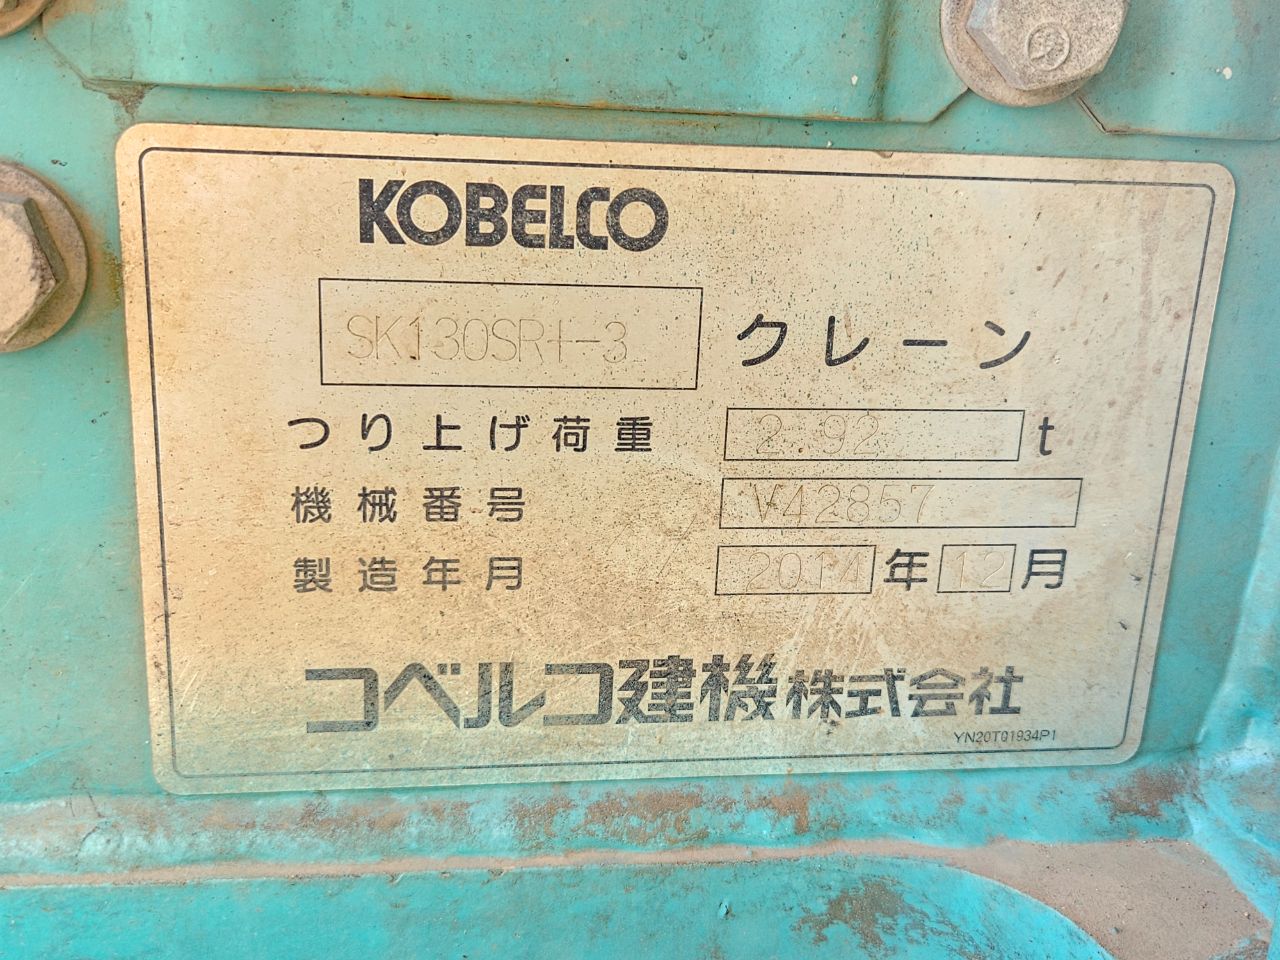 KOBELCO
SK130SR+-3 クレーン
つり上げ荷重 2.92 t
機械番号 V42857
製造年月 2014年12月
コベルコ建機株式会社
YN20T01934P1